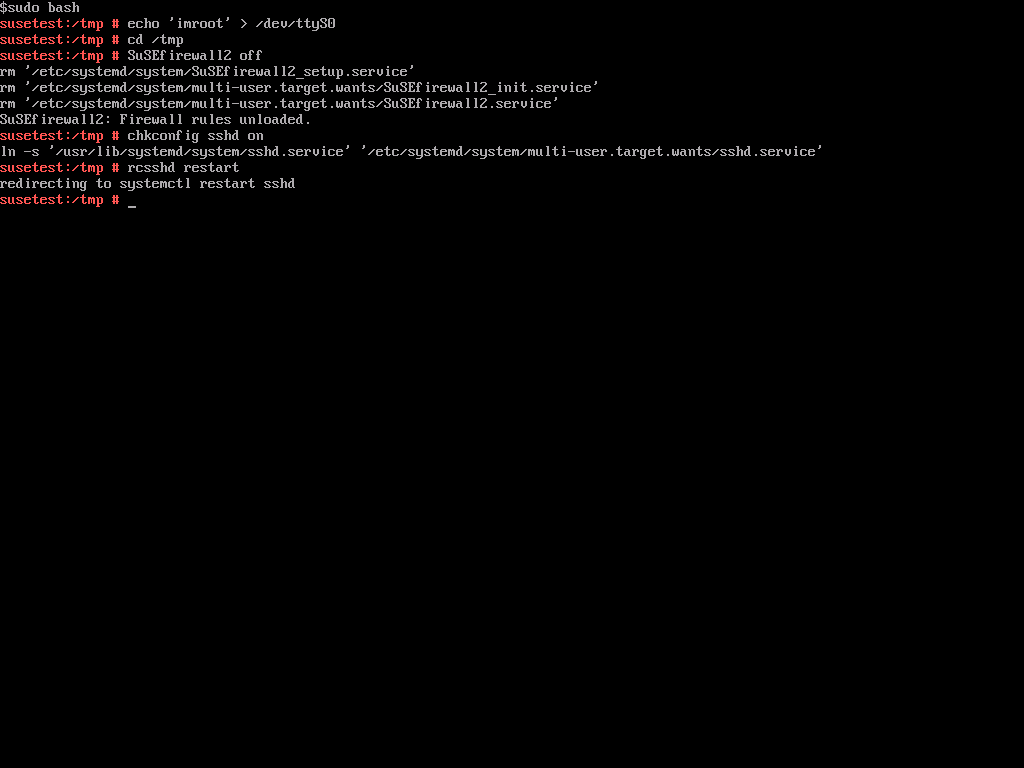 $sudo bash
susetest:/tmp # echo 'imroot' > /dev/ttyS0
susetest:/tmp # cd /tmp
susetest:/tmp # SuSEfirewall2 off
rm '/etc/systemd/system/SuSEfirewall2_setup.service'
rm '/etc/systemd/system/multi-user.target.wants/SuSEfirewall2_init.service'
rm '/etc/systemd/system/multi-user.target.wants/SuSEfirewall2.service'
SuSEfirewall2: Firewall rules unloaded.
susetest:/tmp # chkconfig sshd on
ln -s '/usr/lib/systemd/system/sshd.service' '/etc/systemd/system/multi-user.target.wants/sshd.service'
susetest:/tmp # rcsshd restart
redirecting to systemctl restart sshd
susetest:/tmp # _